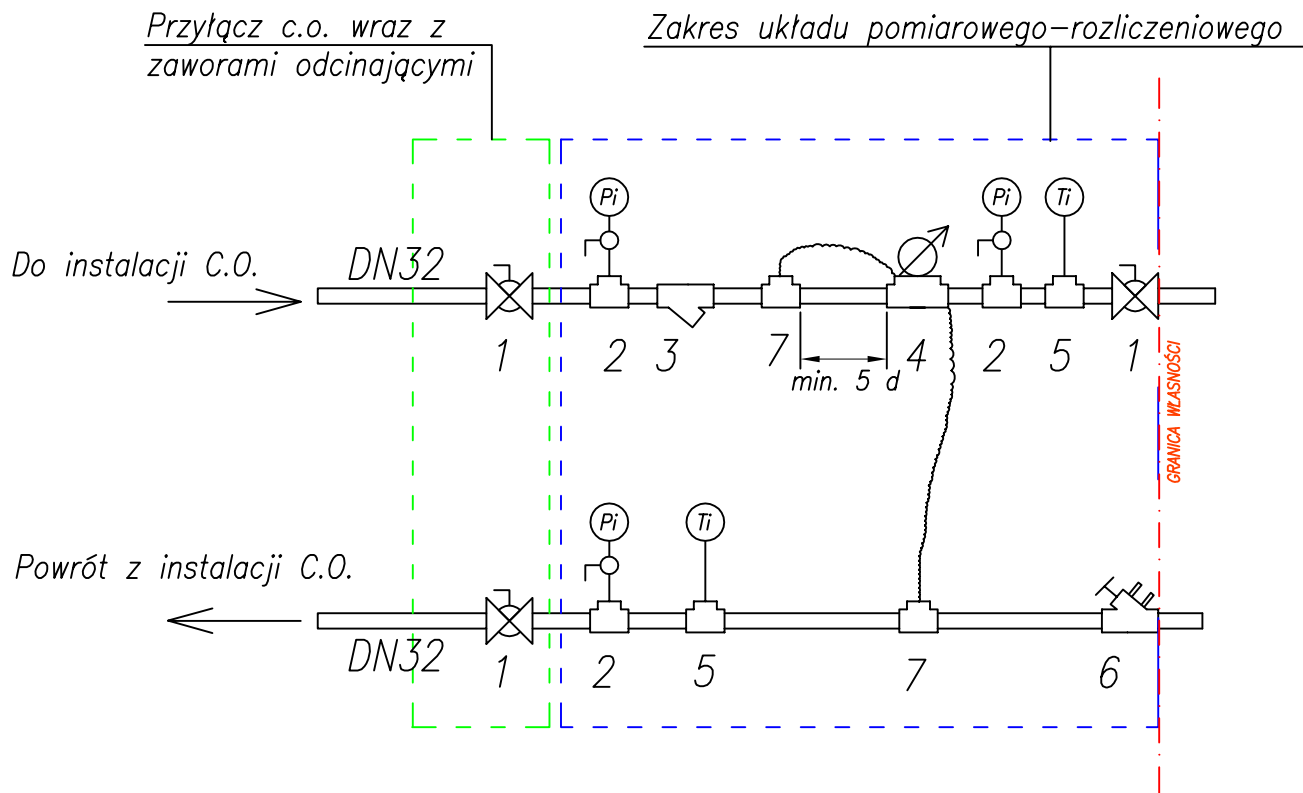 Przyłącz c.o. wraz z
zaworami odcinającymi
Zakres układu pomiarowego-rozliczeniowego
Pi
Pi
Ti
Do instalacji C.O.
DN32
1
2
3
7
4
2
5
1
min. 5 d
GRANICA WŁASNOŚCI
Pi
Ti
Powrót z instalacji C.O.
DN32
1
2
5
7
6